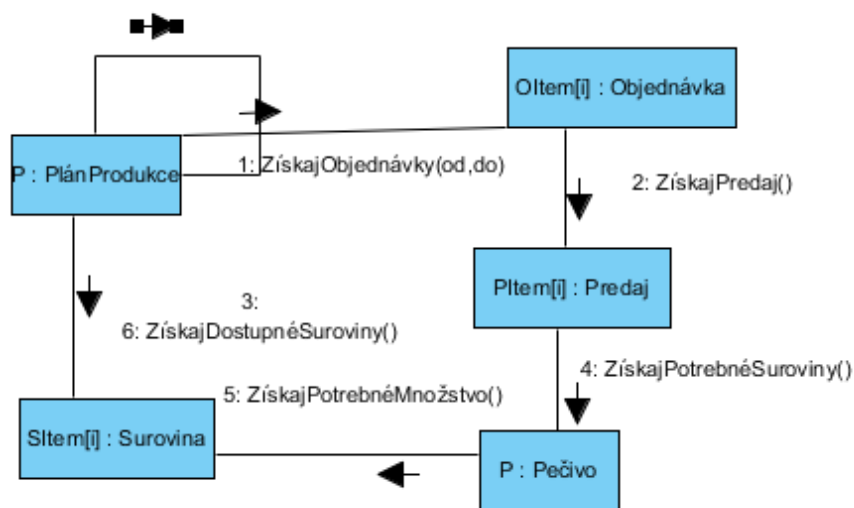 OItem[i] : Objednávka
P : PlánProdukce
1: ZískajObjednávky(od,do)
2: ZískajPredaj()
PItem[i] : Predaj
3:
6: ZískajDostupnéSuroviny()
4: ZískajPotrebnéSuroviny()
5: ZískajPotrebnéMnožstvo()
SItem[i] : Surovina
P : Pečivo